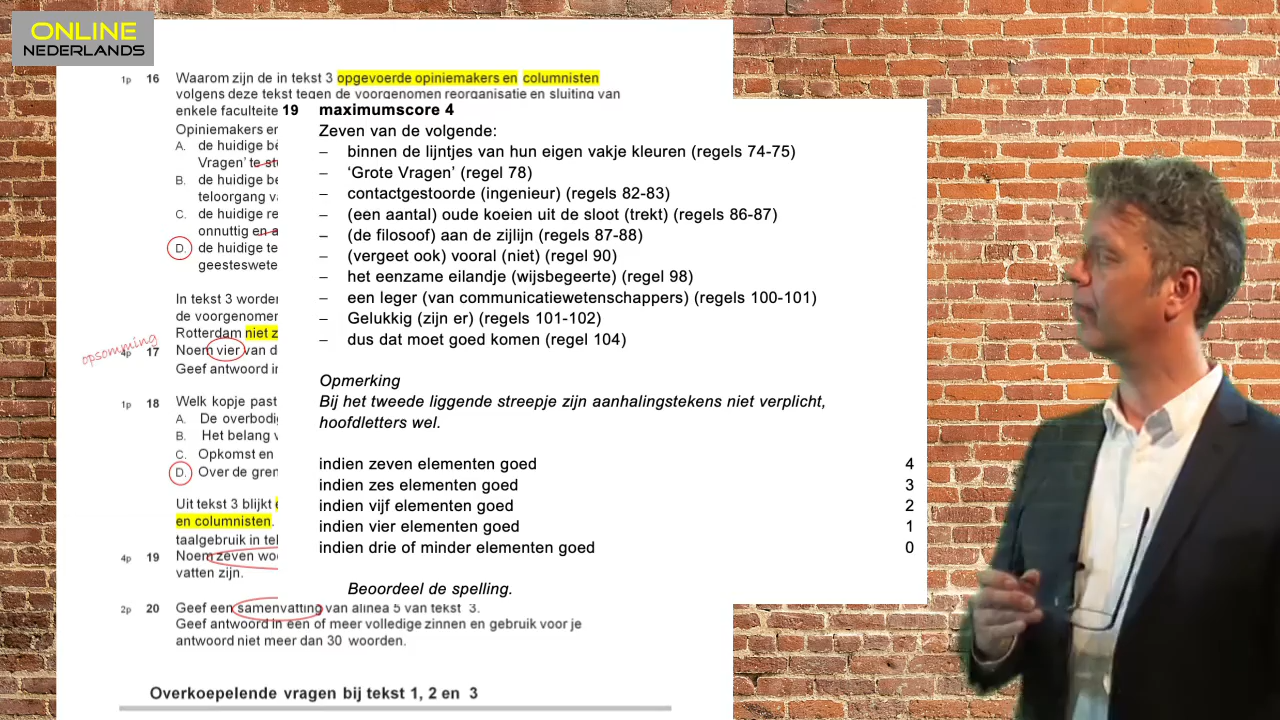 ONLINE
NEDERLANDS
1p 16 Waarom zijn de in tekst 3 opgevoerde opiniemakers en columnisten
volgens deze tekst tegen de voorgenomen reorganisatie en sluiting van
enkele faculteite
Opiniemakers en
A. de huidige be
Vragen' te
B. de huidige be
teloorgang
C. de huidige re
onnuttig en
D. de huidige te
geesteswete
In tekst 3 worden
de voorgenomen
Rotterdam niet z
opsomming
4p 17 Noem vier van d
Geef antwoord in
1p 18 Welk kopje past
A. De overbodig
B. Het belang v
C. Opkomst en
D. Over de gren
Uit tekst 3 blijkt
en columnisten.
taalgebruik in tek
4p 19 Noem zeven woo
vatten zijn.
2p 20 Geef een samenvatting van alinea 5 van tekst 3.
Geef antwoord in een of meer volledige zinnen en gebruik voor je
antwoord niet meer dan 30 woorden.
Overkoepelende vragen bij tekst 1, 2 en 3
19 maximumscore 4
Zeven van de volgende:
– binnen de lijntjes van hun eigen vakje kleuren (regels 74-75)
– ‘Grote Vragen’ (regel 78)
– contactgestoorde (ingenieur) (regels 82-83)
– (een aantal) oude koeien uit de sloot (trekt) (regels 86-87)
– (de filosoof) aan de zijlijn (regels 87-88)
– (vergeet ook) vooral (niet) (regel 90)
– het eenzame eilandje (wijsbegeerte) (regel 98)
– een leger (van communicatiewetenschappers) (regels 100-101)
– Gelukkig (zijn er) (regels 101-102)
– dus dat moet goed komen (regel 104)
Opmerking
Bij het tweede liggende streepje zijn aanhalingstekens niet verplicht,
hoofdletters wel.
indien zeven elementen goed 4
indien zes elementen goed 3
indien vijf elementen goed 2
indien vier elementen goed 1
indien drie of minder elementen goed 0
Beoordeel de spelling.